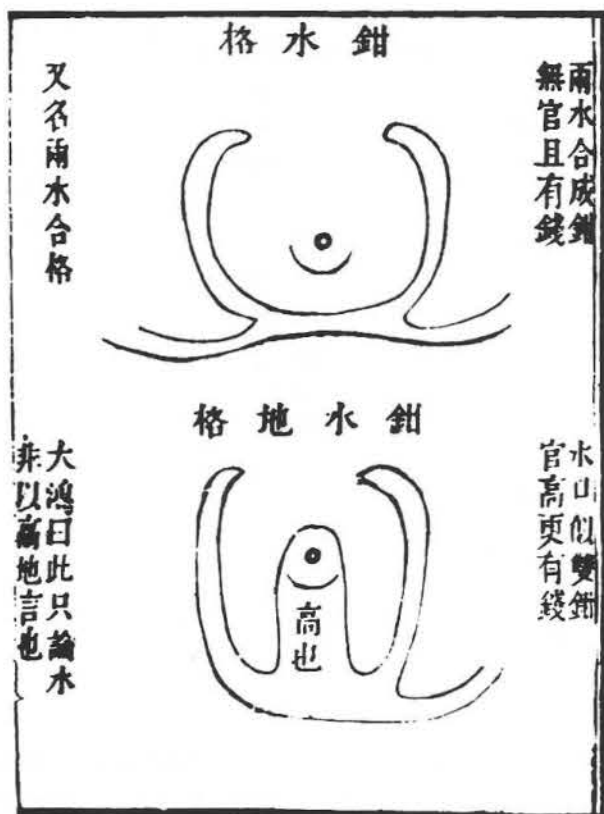 鉗水格
兩水合成鉗
無官且有錢
又名兩水合格
鉗水地格
水口似雙鉗
官高更有錢
高也
大鴻曰此只論水
非以高地言也